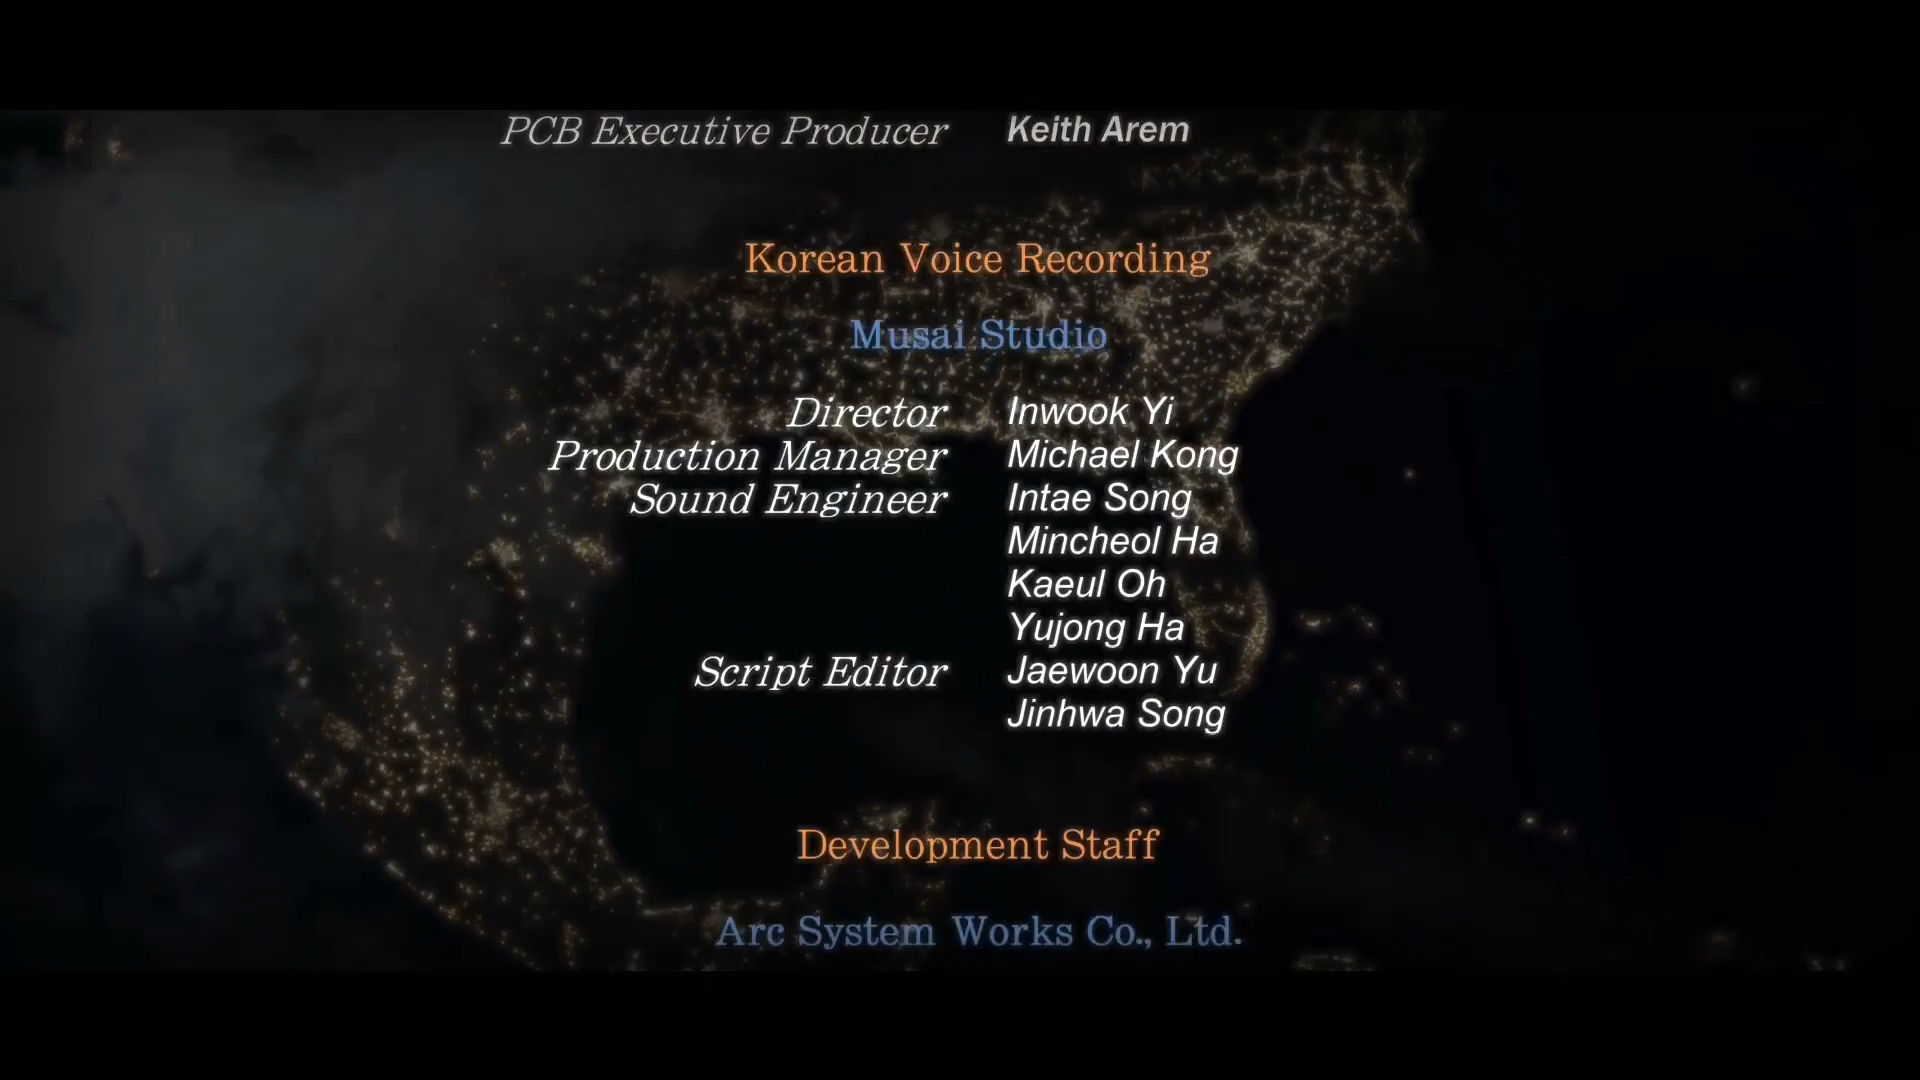 PCB Executive Producer Keith Arem
Korean Voice Recording
Musai Studio
Director Inwook Yi
Production Manager Michael Kong
Sound Engineer Intae Song
Mincheol Ha
Kaeul Oh
Yujong Ha
Script Editor Jaewoon Yu
Jinhwa Song
Development Staff
Arc System Works Co., Ltd.